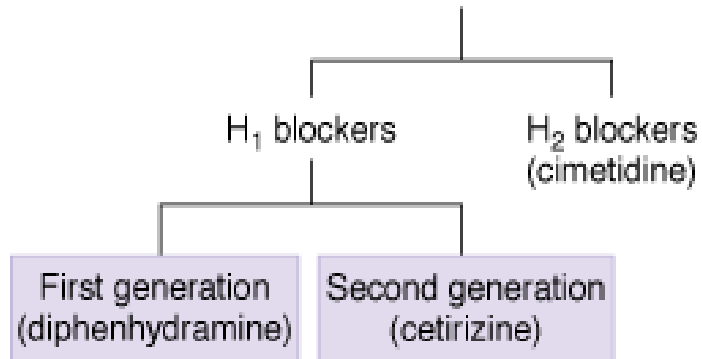 H₁ blockers
H₂ blockers
(cimetidine)
First generation
(diphenhydramine)
Second generation
(cetirizine)